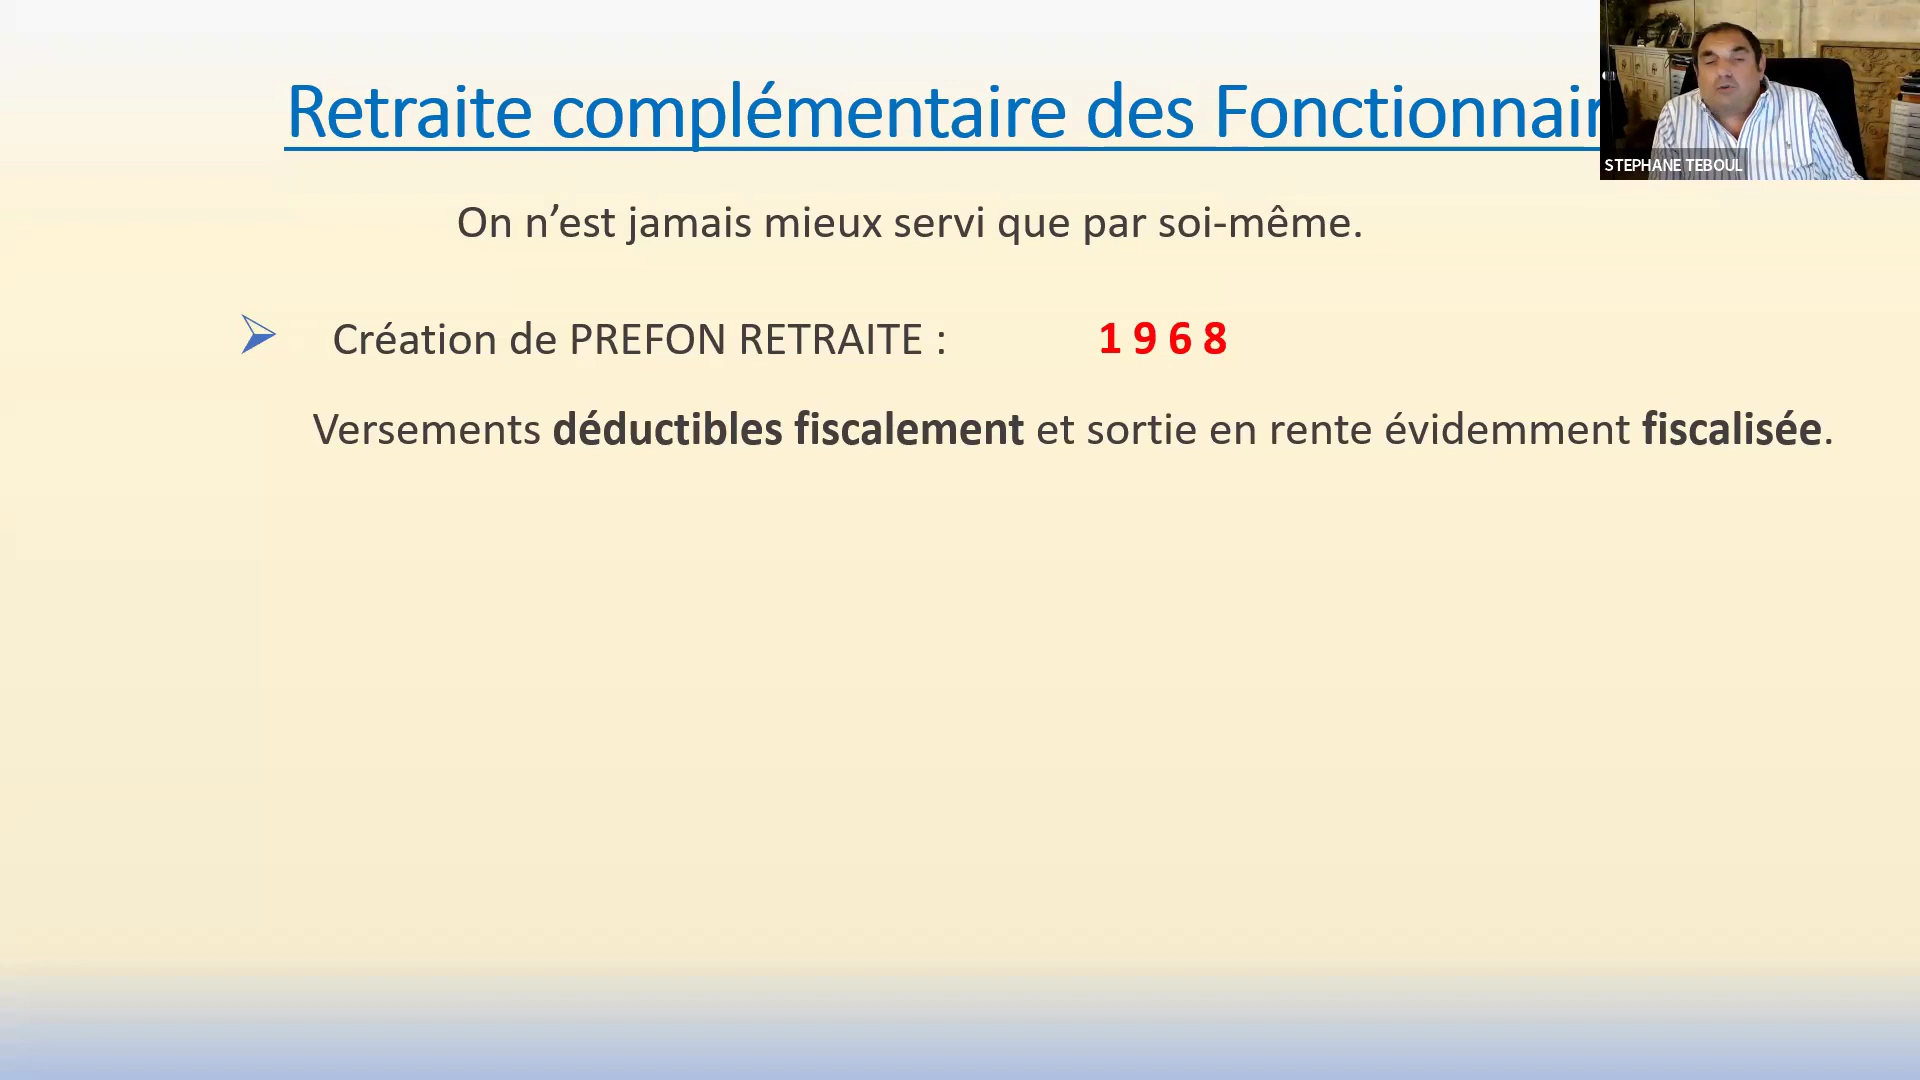 Retraite complémentaire des Fonctionnair
STEPHANE TEBOUL
On n’est jamais mieux servi que par soi-même.
Création de PREFON RETRAITE : 1 9 6 8
Versements déductibles fiscalement et sortie en rente évidemment fiscalisée.